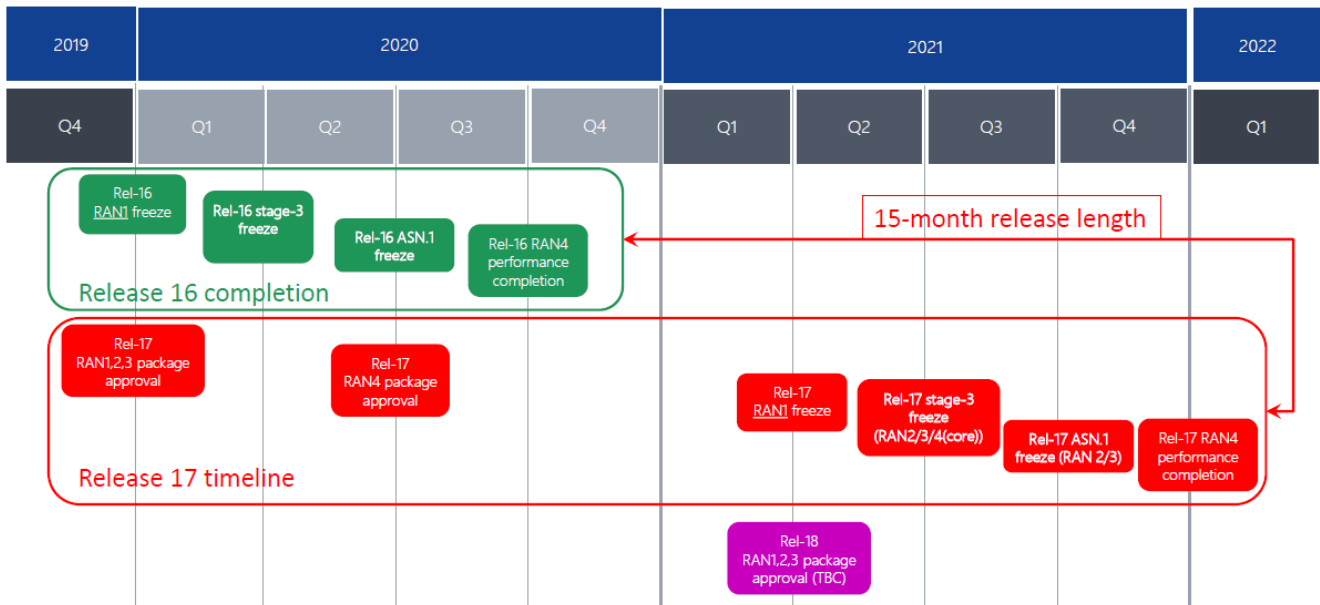 2019
2020
2021
2022
Q4
Q1
Q2
Q3
Q4
Q1
Q2
Q3
Q4
Q1
Rel-16
RAN1 freeze
Rel-16 stage-3
freeze
Rel-16 ASN.1
freeze
Rel-16 RAN4
performance
completion
Release 16 completion
15-month release length
Rel-17
RAN1,2,3 package
approval
Rel-17
RAN4 package
approval
Rel-17
RAN1 freeze
Rel-17 stage-3
freeze
(RAN2/3/4(core))
Rel-17 ASN.1
freeze (RAN 2/3)
Rel-17 RAN4
performance
completion
Release 17 timeline
Rel-18
RAN1,2,3 package
approval (TBC)